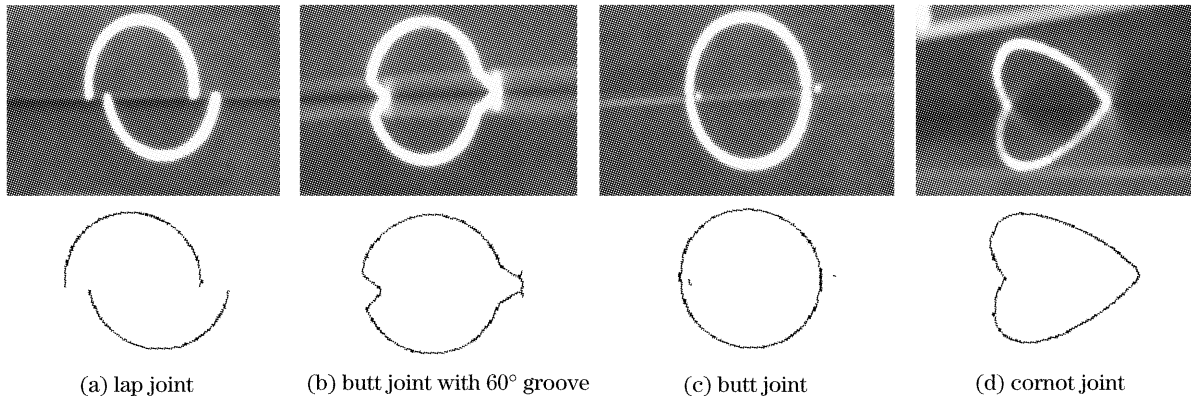 (a) lap joint
(b) butt joint with 60° groove
(c) butt joint
(d) cornot joint